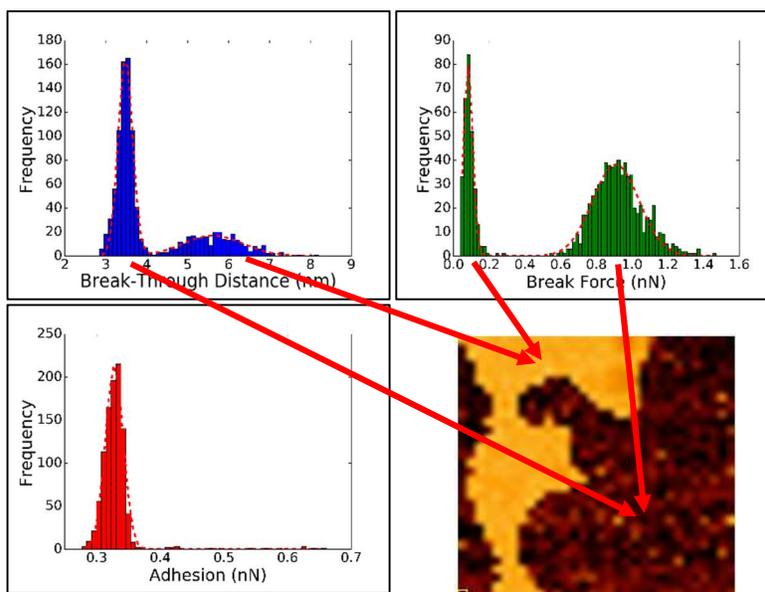 180
160
140
120
100
80
60
40
20
0
Frequency
2 3 4 5 6 7 8 9
Break-Through Distance (nm)
90
80
70
60
50
40
30
20
10
0
Frequency
0.0 0.2 0.4 0.6 0.8 1.0 1.2 1.4 1.6
Break Force (nN)
250
200
150
100
50
0
Frequency
0.3 0.4 0.5 0.6 0.7
Adhesion (nN)